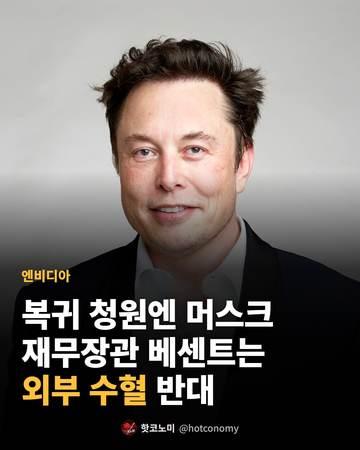 엔비디아
복귀 청원엔 머스크
재무장관 베센트는
외부 수혈 반대
핫코노미 @hotconomy